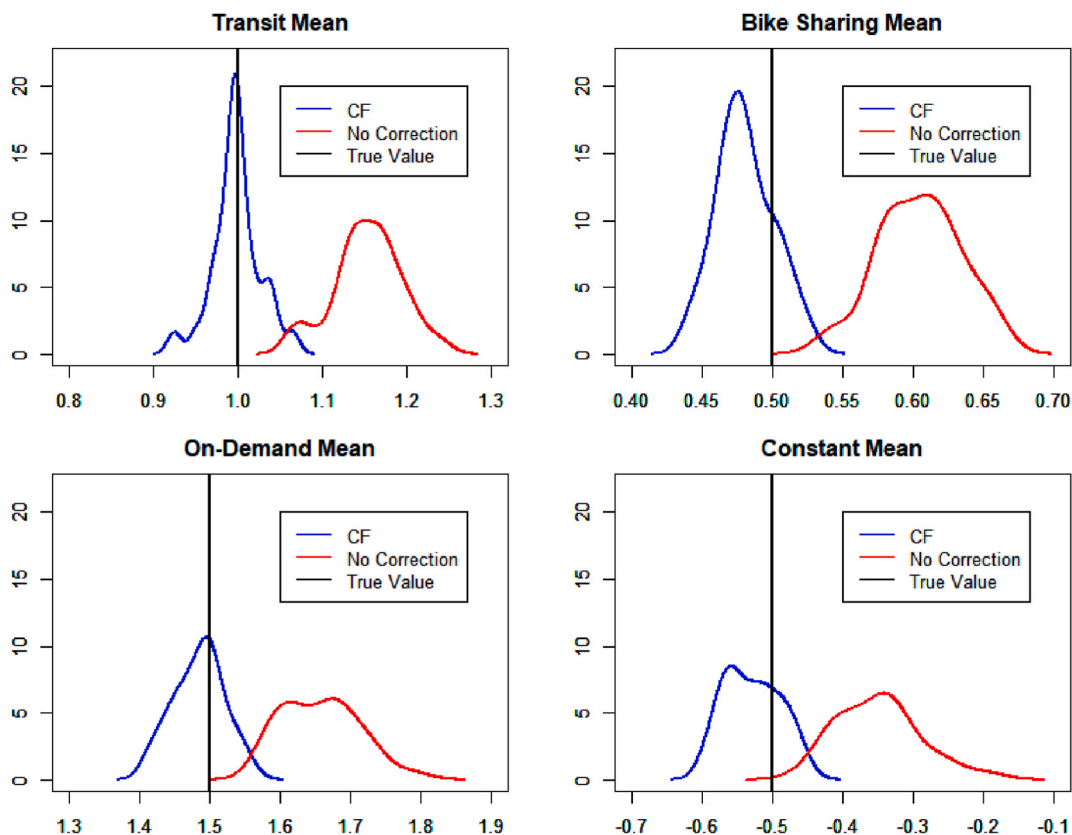 Transit Mean
20
15
10
5
0
CF
No Correction
True Value
0.8 0.9 1.0 1.1 1.2 1.3
Bike Sharing Mean
20
15
10
5
0
CF
No Correction
True Value
0.40 0.45 0.50 0.55 0.60 0.65 0.70
On-Demand Mean
20
15
10
5
0
CF
No Correction
True Value
1.3 1.4 1.5 1.6 1.7 1.8 1.9
Constant Mean
20
15
10
5
0
CF
No Correction
True Value
-0.7 -0.6 -0.5 -0.4 -0.3 -0.2 -0.1